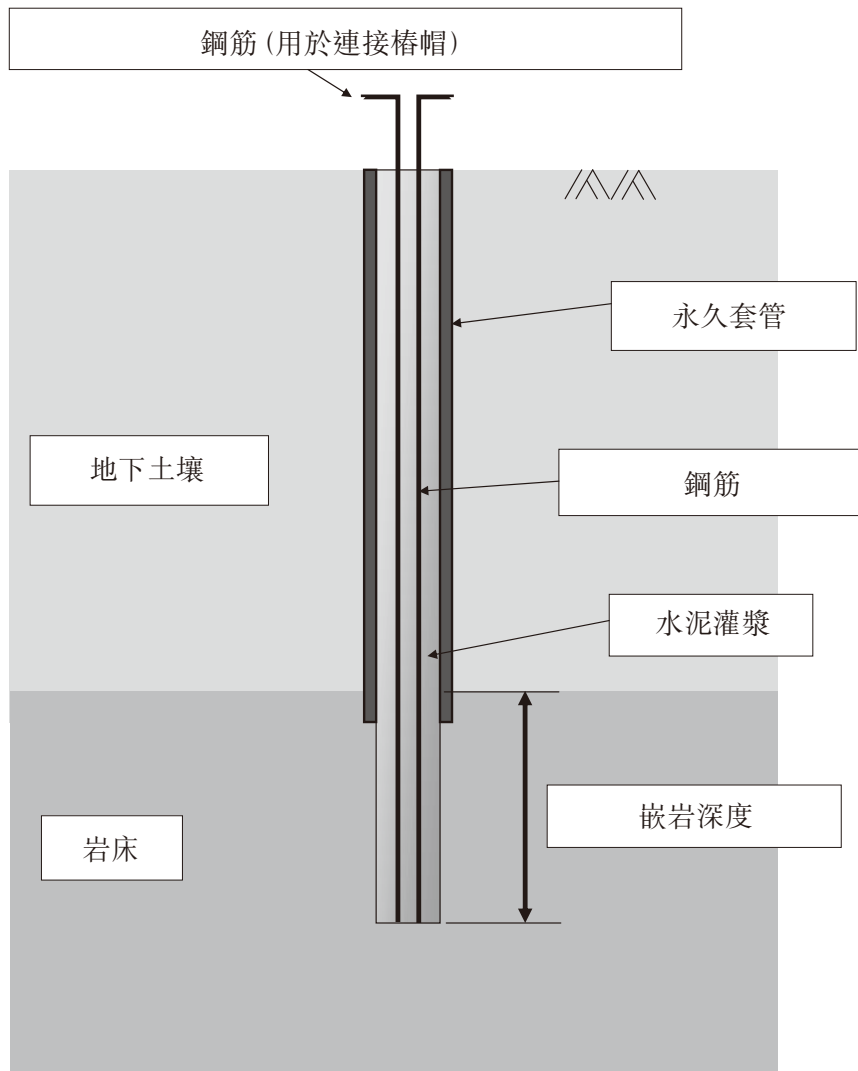 鋼筋 (用於連接樁帽)
永久套管
地下土壤
鋼筋
水泥灌漿
嵌岩深度
岩床